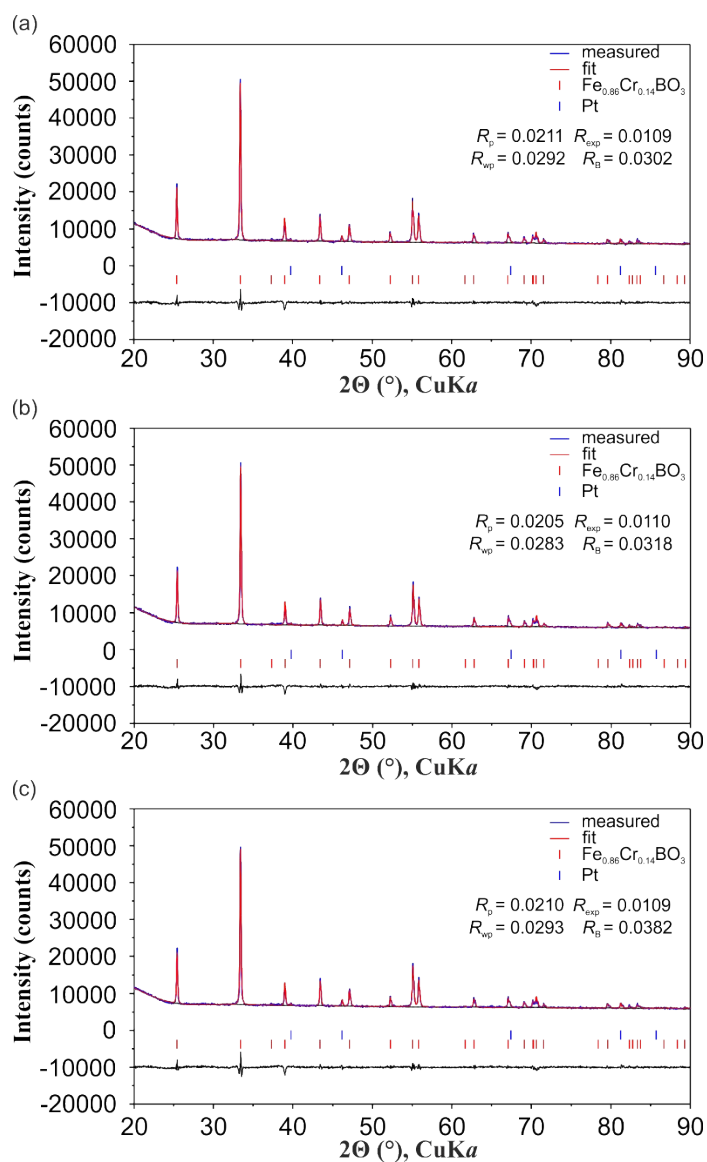 (a)
60000
50000
40000
30000
20000
10000
0
-10000
-20000
Intensity (counts)
measured
fit
Fe0.86Cr0.14BO3
Pt
Rp = 0.0211 Rexp = 0.0109
Rwp = 0.0292 RB = 0.0302
20 30 40 50 60 70 80 90
2Θ (°), CuKa
(b)
60000
50000
40000
30000
20000
10000
0
-10000
-20000
Intensity (counts)
measured
fit
Fe0.86Cr0.14BO3
Pt
Rp = 0.0205 Rexp = 0.0110
Rwp = 0.0283 RB = 0.0318
20 30 40 50 60 70 80 90
2Θ (°), CuKa
(c)
60000
50000
40000
30000
20000
10000
0
-10000
-20000
Intensity (counts)
measured
fit
Fe0.86Cr0.14BO3
Pt
Rp = 0.0210 Rexp = 0.0109
Rwp = 0.0293 RB = 0.0382
20 30 40 50 60 70 80 90
2Θ (°), CuKa